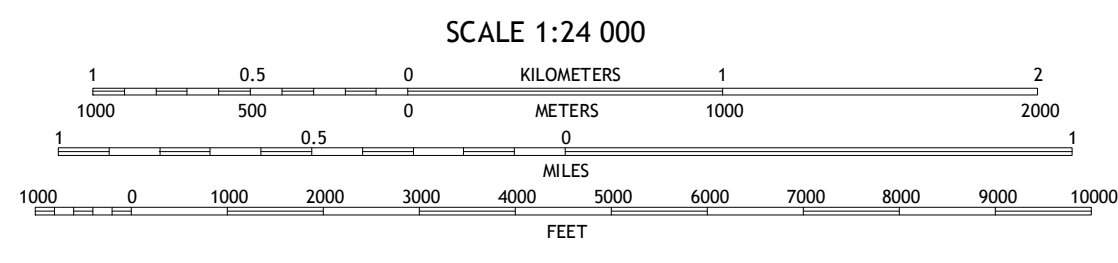 SCALE 1:24 000
1 0.5 0 KILOMETERS 1 2
1000 500 0 METERS 1000 2000
1 0.5 0 1
MILES
1000 0 1000 2000 3000 4000 5000 6000 7000 8000 9000 10000
FEET